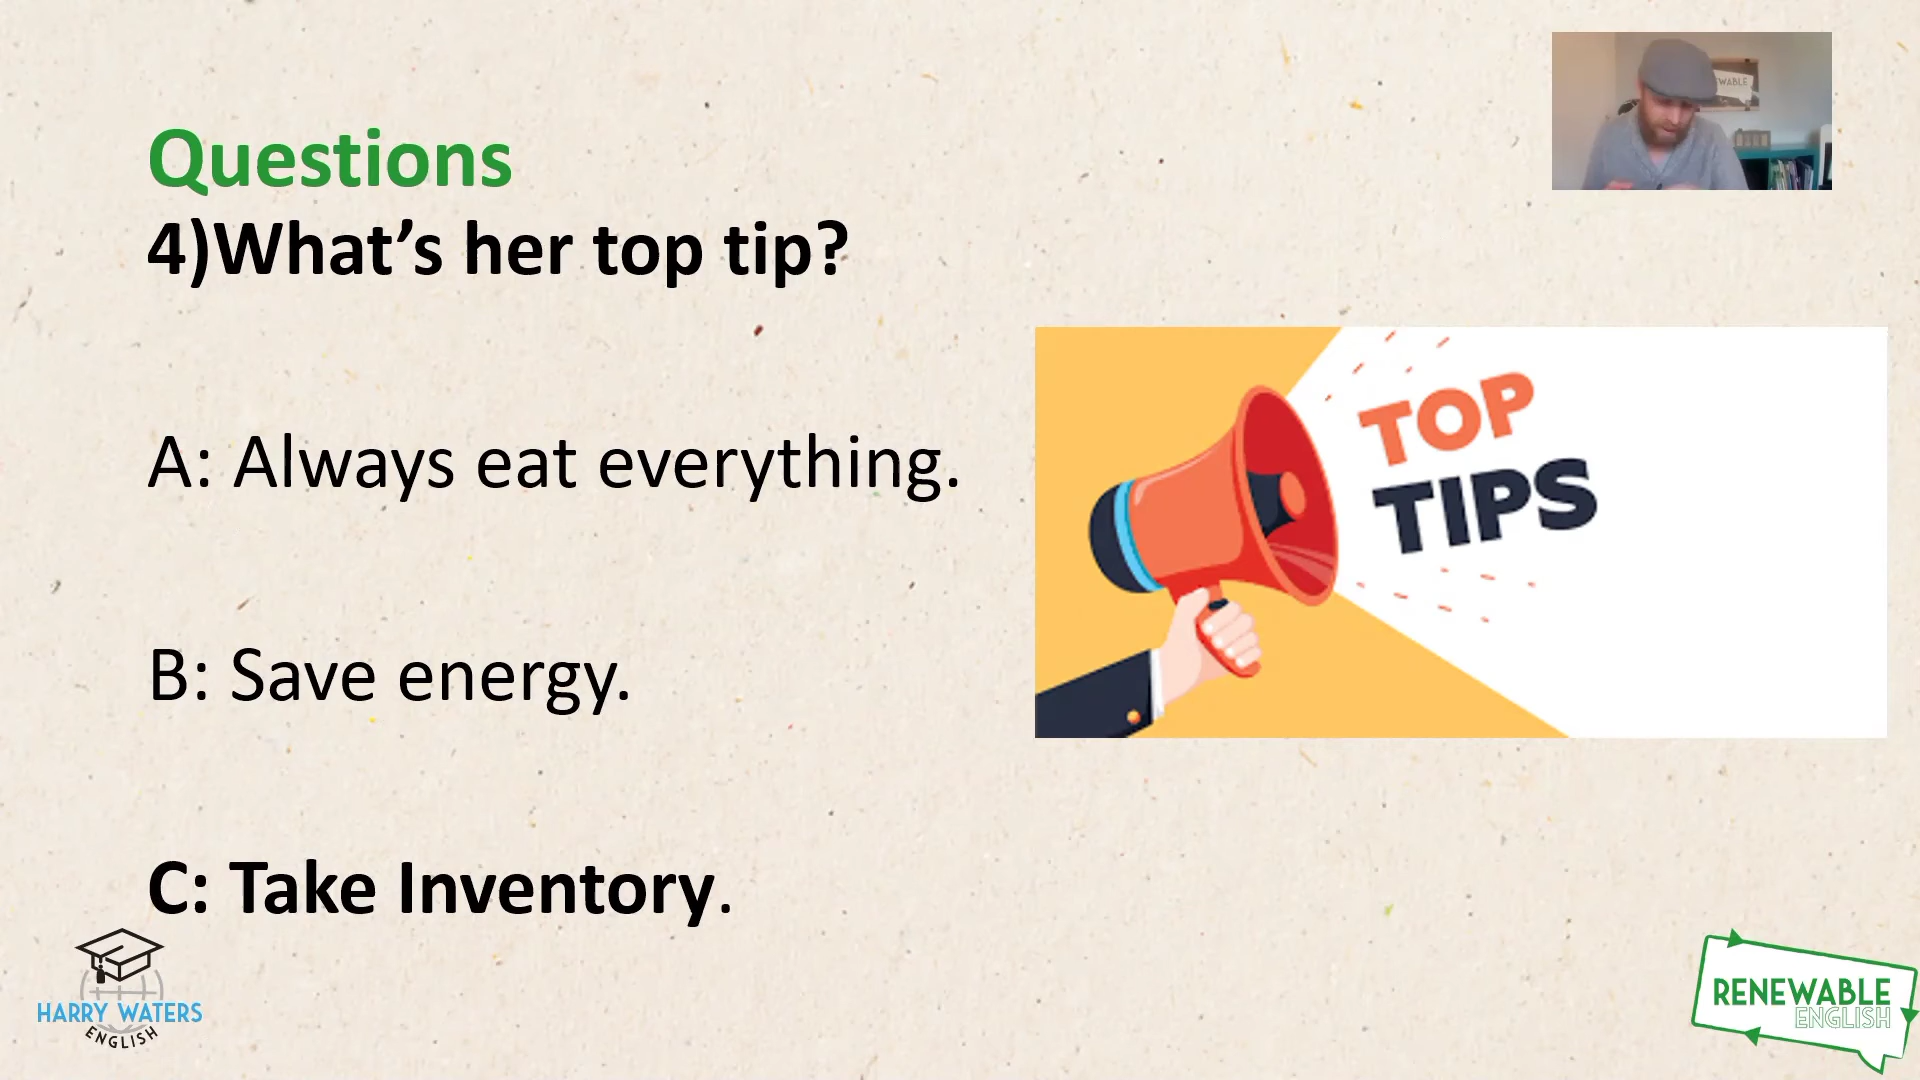 Questions
4)What’s her top tip?
A: Always eat everything.
B: Save energy.
C: Take Inventory.
TOP
TIPS
HARRY WATERS
ENGLISH
RENEWABLE
ENGLISH